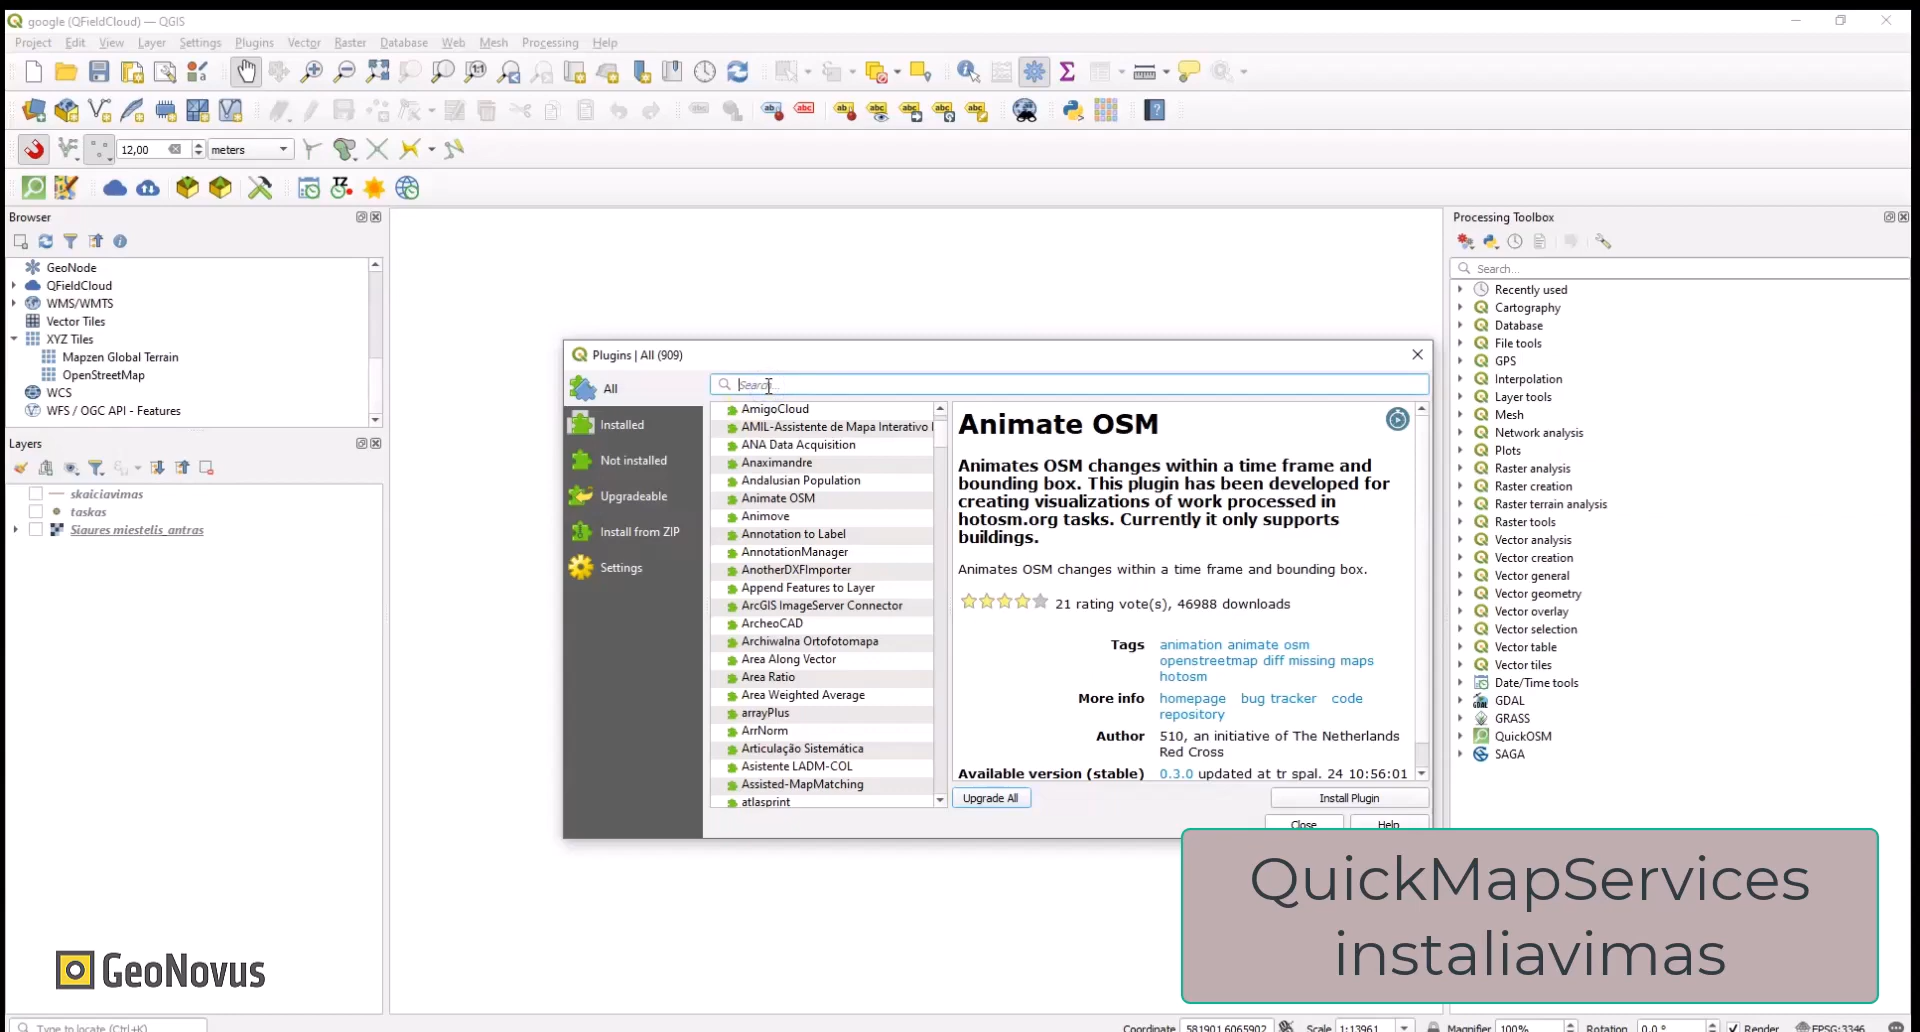 google (QFieldCloud) — QGIS
Project Edit View Layer Settings Plugins Vector Raster Database Web Mesh Processing Help
12,00 meters
Browser
GeoNode
QFieldCloud
WMS/WMTS
Vector Tiles
XYZ Tiles
Mapzen Global Terrain
OpenStreetMap
WCS
WFS / OGC API - Features
Layers
skaiciavimas
taskas
Siaures miestelis_antras
GeoNovus
Plugins | All (909)
All
Installed
Not installed
Upgradeable
Install from ZIP
Settings
Search...
AmigoCloud
AMIL-Assistente de Mapa Interativo
ANA Data Acquisition
Anaximandre
Andalusian Population
Animate OSM
Animove
Annotation to Label
AnnotationManager
AnotherDXFImporter
Append Features to Layer
ArcGIS ImageServer Connector
ArcheoCAD
Archiwalna Ortofotomapa
Area Along Vector
Area Ratio
Area Weighted Average
arrayPlus
ArrNorm
Articulação Sistemática
Asistente LADM-COL
Assisted-MapMatching
atlasprint
Animate OSM
Animates OSM changes within a time frame and
bounding box. This plugin has been developed for
creating visualizations of work processed in
hotosm.org tasks. Currently it only supports
buildings.
Animates OSM changes within a time frame and bounding box.
21 rating vote(s), 46988 downloads
Tags animation animate osm
openstreetmap diff missing maps
hotosm
More info homepage bug tracker code
repository
Author 510, an initiative of The Netherlands
Red Cross
Available version (stable) 0.3.0 updated at tr spal. 24 10:56:01
Upgrade All Install Plugin
Close Help
Processing Toolbox
Search...
Recently used
Cartography
Database
File tools
GPS
Interpolation
Layer tools
Mesh
Network analysis
Plots
Raster analysis
Raster creation
Raster terrain analysis
Raster tools
Vector analysis
Vector creation
Vector general
Vector geometry
Vector overlay
Vector selection
Vector table
Vector tiles
Date/Time tools
GDAL
GRASS
QuickOSM
SAGA
QuickMapServices
instaliavimas
Type to locate (Ctrl+K) Coordinate 581901,6065902 Scale 1:13961 Magnifier 100% Rotation 0,0 ° Render EPSG:3346